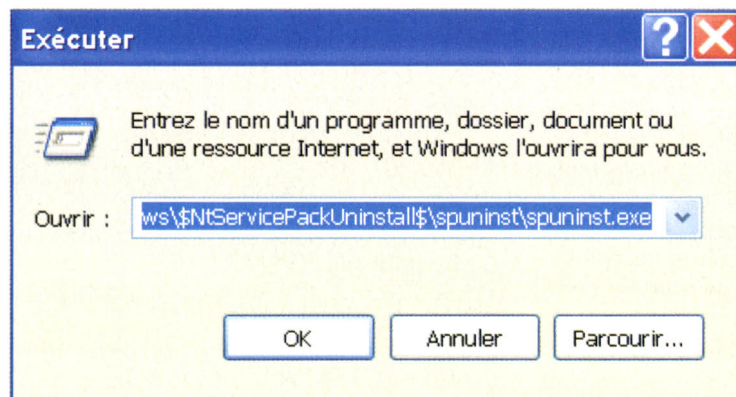 Exécuter
Entrez le nom d'un programme, dossier, document ou
d'une ressource Internet, et Windows l'ouvrira pour vous.
Ouvrir : ws\$NtServicePackUninstall$\spuninst\spuninst.exe
OK Annuler Parcourir...